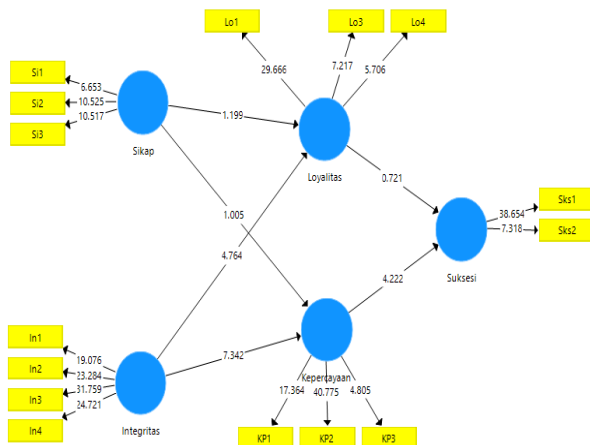 Lo1
Lo3
Lo4
29.666
7.217
5.706
Si1
Si2
Si3
6.653
10.525
10.517
Sikap
1.199
Loyalitas
0.721
1.005
4.764
Sks1
Sks2
38.654
7.318
Suksesi
4.222
7.342
In1
In2
In3
In4
19.076
23.284
31.759
24.721
Integritas
Kepercayaan
17.364
40.775
4.805
KP1
KP2
KP3